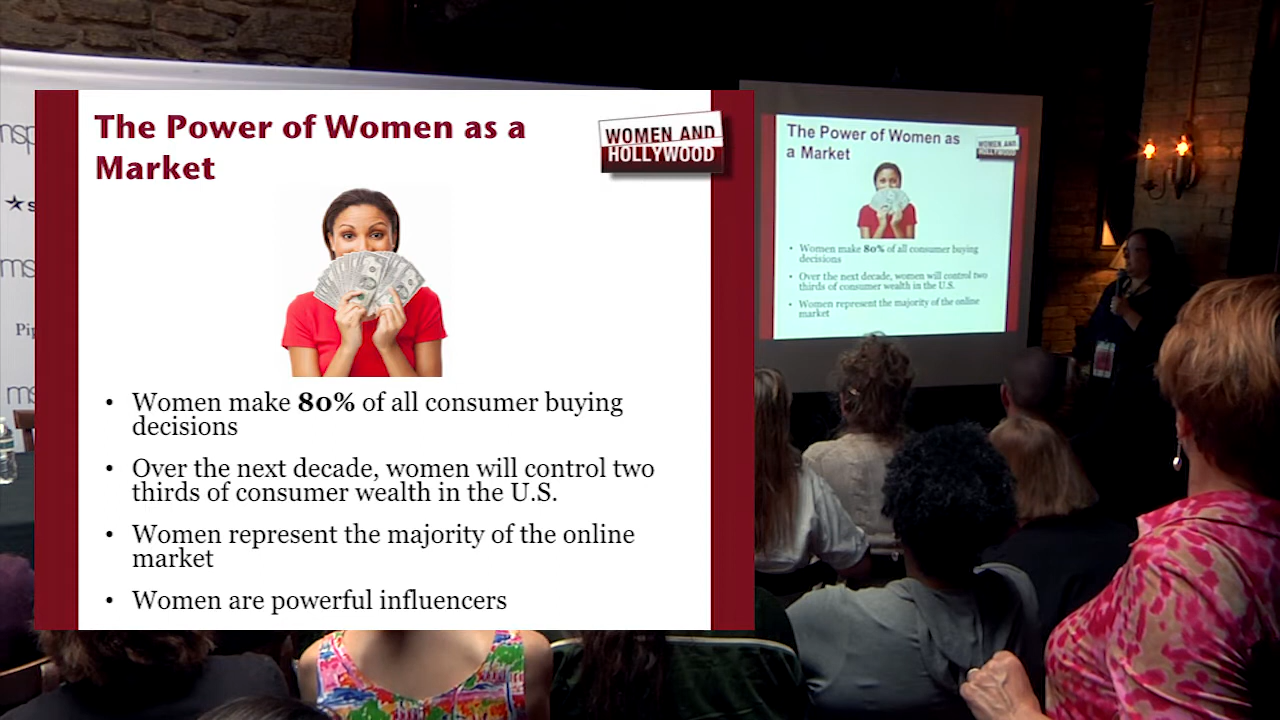 The Power of Women as a
Market
WOMEN AND
HOLLYWOOD
• Women make 80% of all consumer buying
decisions
• Over the next decade, women will control two
thirds of consumer wealth in the U.S.
• Women represent the majority of the online
market
• Women are powerful influencers
The Power of Women as
a Market
WOMEN AND
HOLLYWOOD
• Women make 80% of all consumer buying
decisions
• Over the next decade, women will control two
thirds of consumer wealth in the U.S.
• Women represent the majority of the online
market
nsp
s
ms
Pip
ms